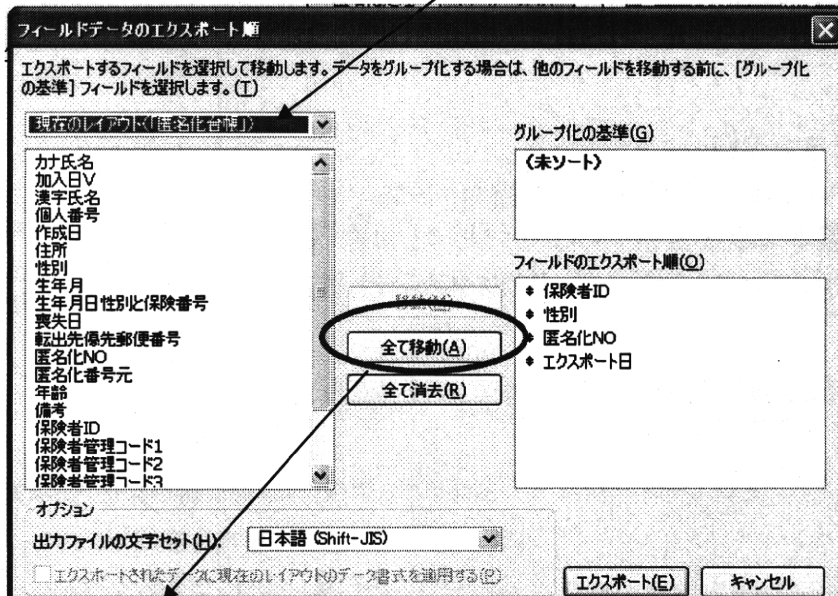 フィールドデータのエクスポート順
エクスポートするフィールドを選択して移動します。データをグループ化する場合は、他のフィールドを移動する前に、[グループ化
の基準] フィールドを選択します。(T)
現在のレイアウト(「匿名化台帳」)
グループ化の基準(G)
カナ氏名
加入日V
漢字氏名
個人番号
作成日
住所
性別
生年月
生年月日性別と保険番号
喪失日
転出先優先郵便番号
匿名化NO
匿名化番号元
年齢
備考
保険者ID
保険者管理コード1
保険者管理コード2
保険者管理コード3
移動(M)
全て移動(A)
全て消去(R)
〈未ソート〉
フィールドのエクスポート順(O)
保険者ID
性別
匿名化NO
エクスポート日
オプション
出力ファイルの文字セット(H):
日本語 (Shift-JIS)
エクスポートされたデータに現在のレイアウトのデータ書式を適用する(P)
エクスポート(E)
キャンセル